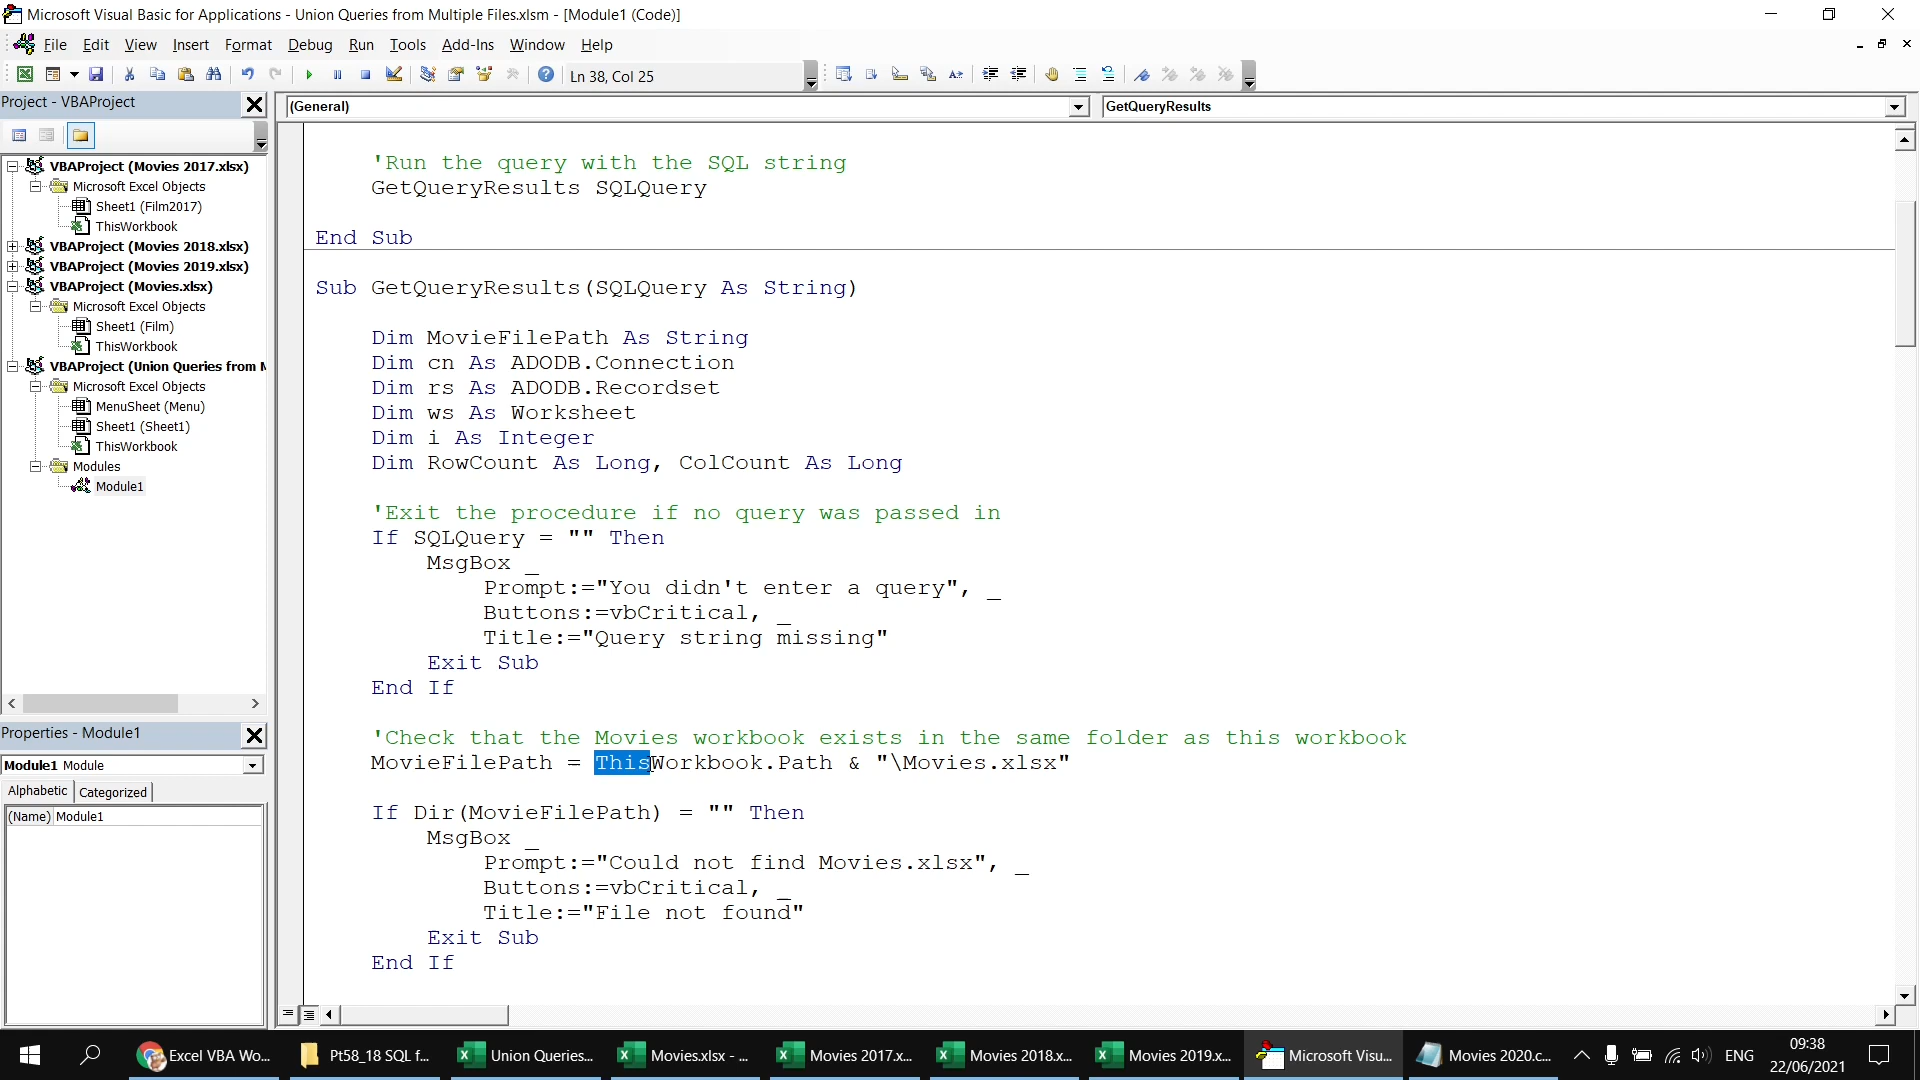 Microsoft Visual Basic for Applications - Union Queries from Multiple Files.xlsm - [Module1 (Code)]
File Edit View Insert Format Debug Run Tools Add-Ins Window Help
Ln 38, Col 25
Project - VBAProject
(General)
GetQueryResults
VBAProject (Movies 2017.xlsx)
Microsoft Excel Objects
Sheet1 (Film2017)
ThisWorkbook
VBAProject (Movies 2018.xlsx)
VBAProject (Movies 2019.xlsx)
VBAProject (Movies.xlsx)
Microsoft Excel Objects
Sheet1 (Film)
ThisWorkbook
VBAProject (Union Queries from M
Microsoft Excel Objects
MenuSheet (Menu)
Sheet1 (Sheet1)
ThisWorkbook
Modules
Module1
Properties - Module1
Module1 Module
Alphabetic Categorized
(Name) Module1
'Run the query with the SQL string
GetQueryResults SQLQuery
End Sub
Sub GetQueryResults(SQLQuery As String)
Dim MovieFilePath As String
Dim cn As ADODB.Connection
Dim rs As ADODB.Recordset
Dim ws As Worksheet
Dim i As Integer
Dim RowCount As Long, ColCount As Long
'Exit the procedure if no query was passed in
If SQLQuery = "" Then
MsgBox _
Prompt:="You didn't enter a query", _
Buttons:=vbCritical, _
Title:="Query string missing"
Exit Sub
End If
'Check that the Movies workbook exists in the same folder as this workbook
MovieFilePath = ThisWorkbook.Path & "\Movies.xlsx"
If Dir(MovieFilePath) = "" Then
MsgBox _
Prompt:="Could not find Movies.xlsx", _
Buttons:=vbCritical, _
Title:="File not found"
Exit Sub
End If
Excel VBA Wo...
Pt58_18 SQL f...
Union Queries...
Movies.xlsx - ...
Movies 2017.x...
Movies 2018.x...
Movies 2019.x...
Microsoft Visu...
Movies 2020.c...
ENG
09:38
22/06/2021